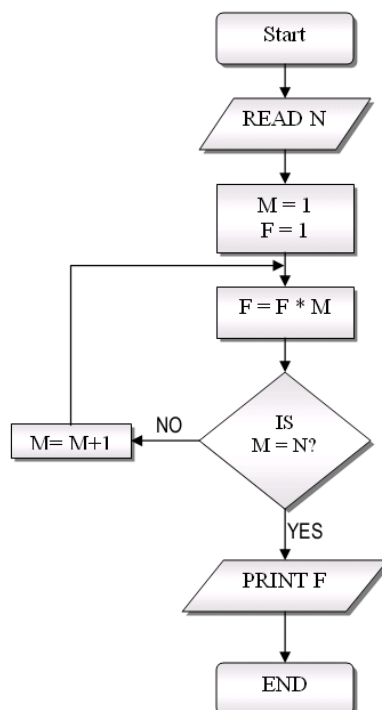 Start
READ N
M = 1
F = 1
F = F * M
IS
M = N?
NO
M= M+1
YES
PRINT F
END